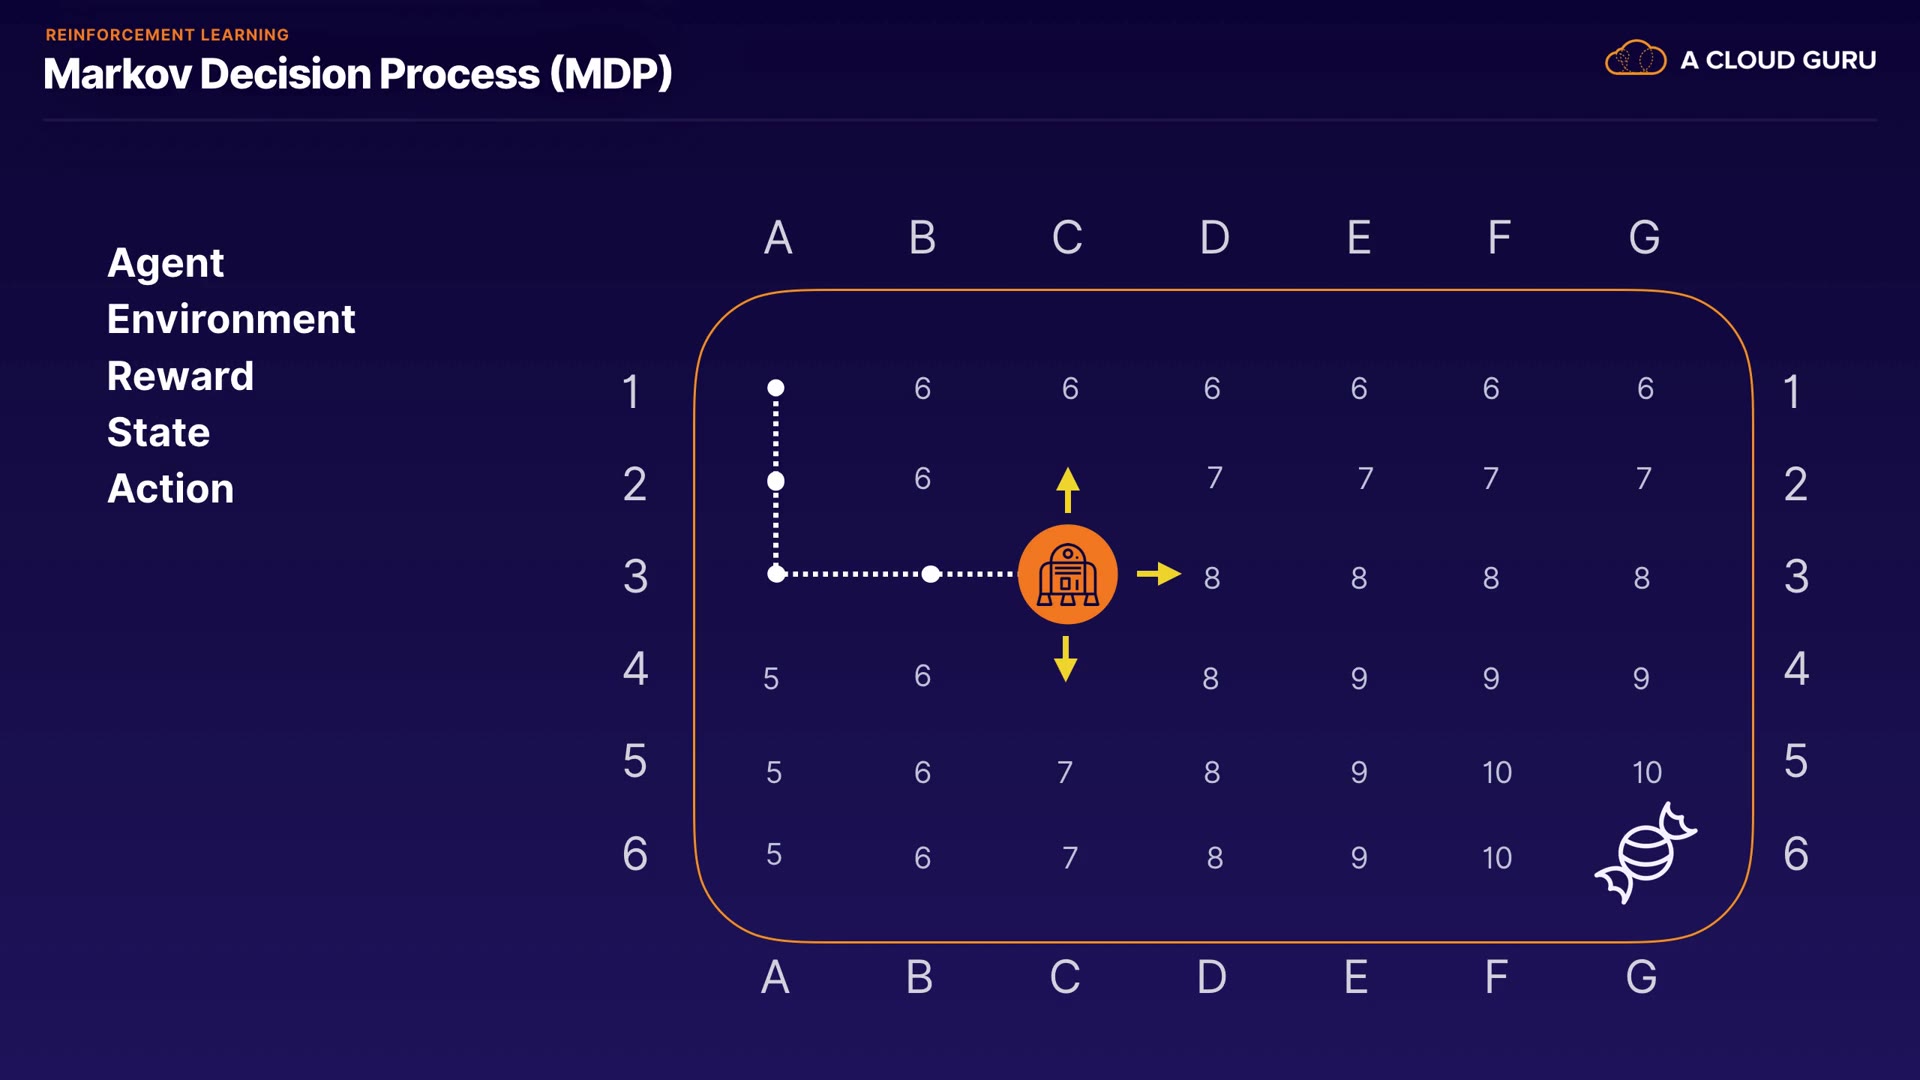 REINFORCEMENT LEARNING
Markov Decision Process (MDP)
A CLOUD GURU
Agent
Environment
Reward
State
Action
A B C D E F G
1 6 6 6 6 6 6 1
2 6 7 7 7 7 2
3 8 8 8 8 3
4 5 6 8 9 9 9 4
5 5 6 7 8 9 10 10 5
6 5 6 7 8 9 10 6
A B C D E F G